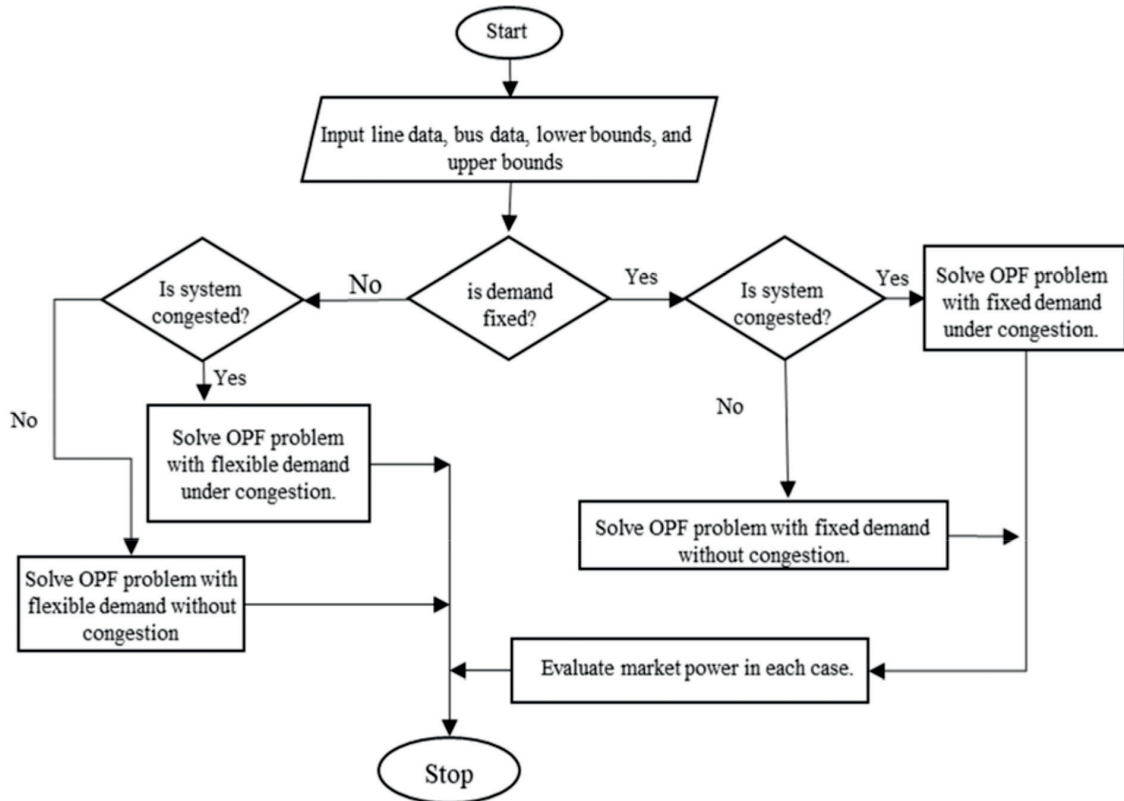 Start
Input line data, bus data, lower bounds, and
upper bounds
Is system
congested?
No
is demand
fixed?
Yes
Is system
congested?
Yes
Solve OPF problem
with fixed demand
under congestion.
Yes
No
No
Solve OPF problem
with flexible demand
under congestion.
Solve OPF problem with fixed demand
without congestion.
Solve OPF problem with
flexible demand without
congestion
Evaluate market power in each case.
Stop